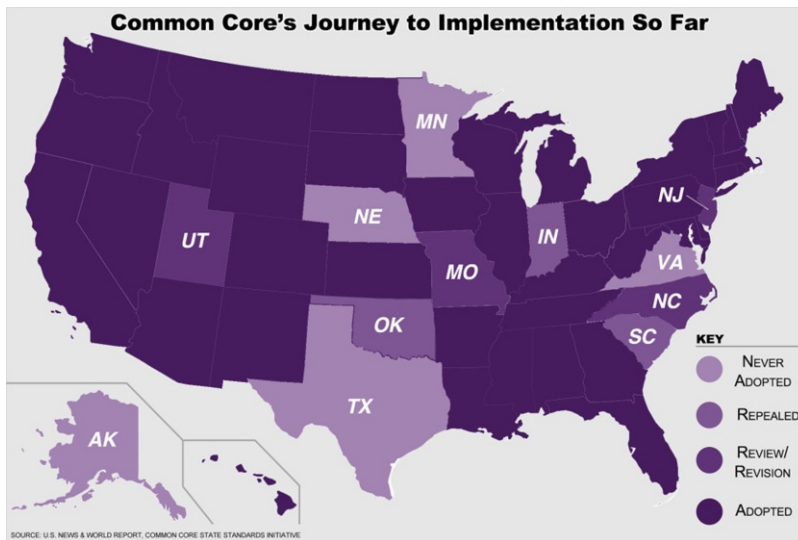 Common Core's Journey to Implementation So Far
MN
NE
NJ
UT
IN
MO
VA
OK
NC
SC
TX
AK
KEY
NEVER
ADOPTED
REPEALED
REVIEW/
REVISION
ADOPTED
SOURCE: U.S. NEWS & WORLD REPORT, COMMON CORE STATE STANDARDS INITIATIVE